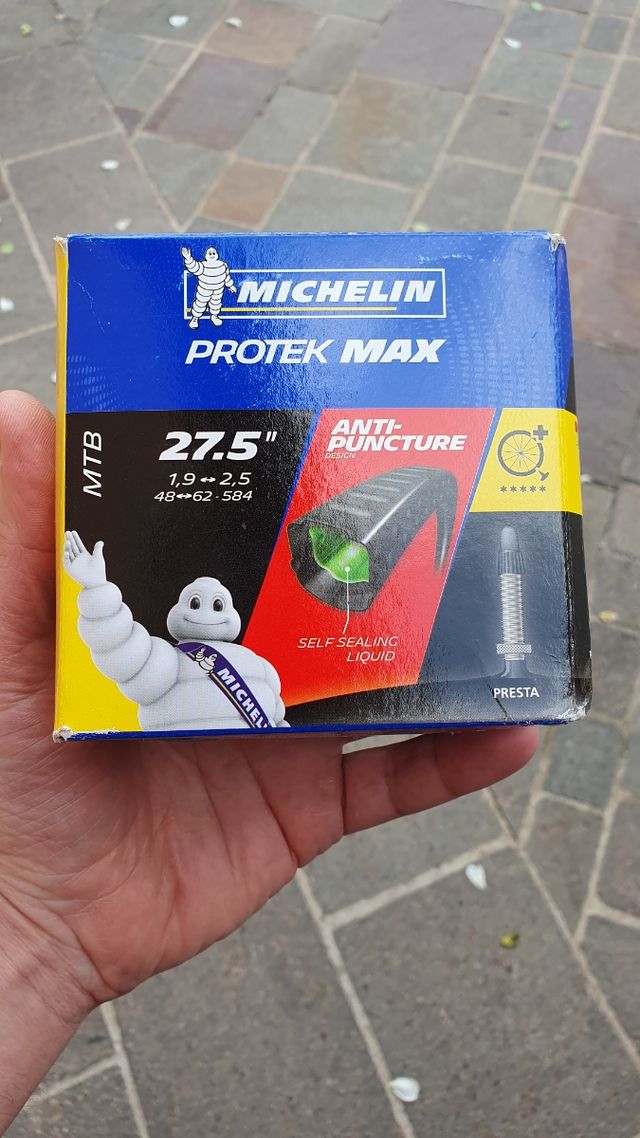 MICHELIN
PROTEK MAX
MTB
27.5"
1,9 ↔ 2,5
48↔62 - 584
ANTI-
PUNCTURE
DESIGN
SELF SEALING
LIQUID
PRESTA